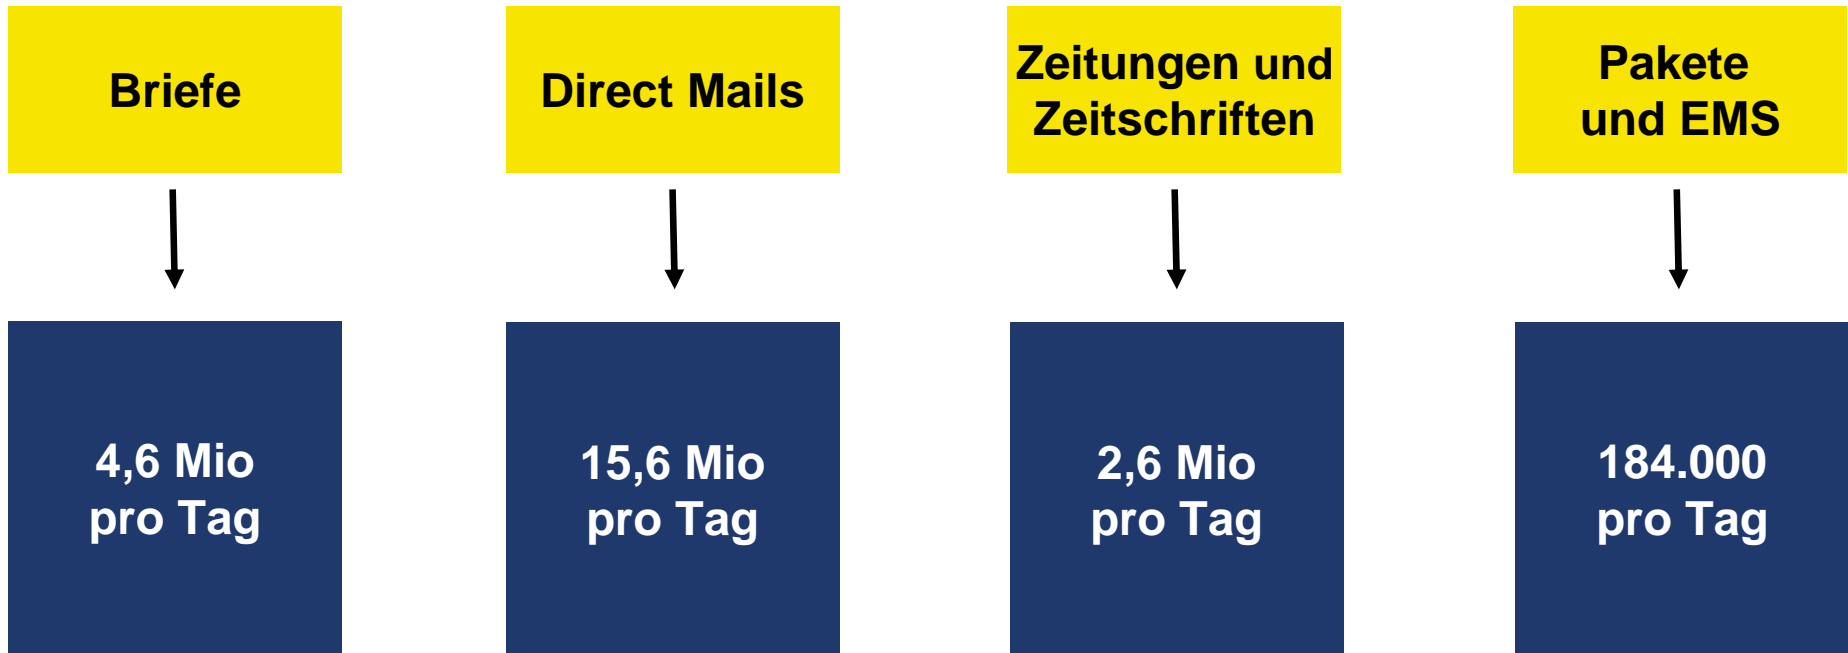 Briefe
Direct Mails
Zeitungen und
Zeitschriften
Pakete
und EMS
4,6 Mio
pro Tag
15,6 Mio
pro Tag
2,6 Mio
pro Tag
184.000
pro Tag